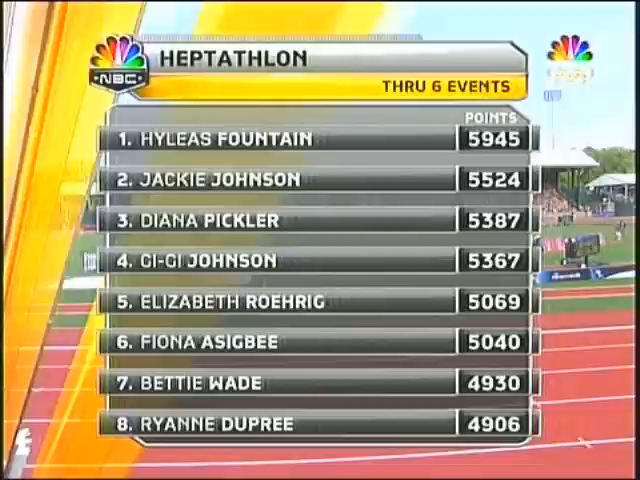 NBC
HEPTATHLON
THRU 6 EVENTS
POINTS
1. HYLEAS FOUNTAIN 5945
2. JACKIE JOHNSON 5524
3. DIANA PICKLER 5387
4. GI-GI JOHNSON 5367
5. ELIZABETH ROEHRIG 5069
6. FIONA ASIGBEE 5040
7. BETTIE WADE 4930
8. RYANNE DUPREE 4906